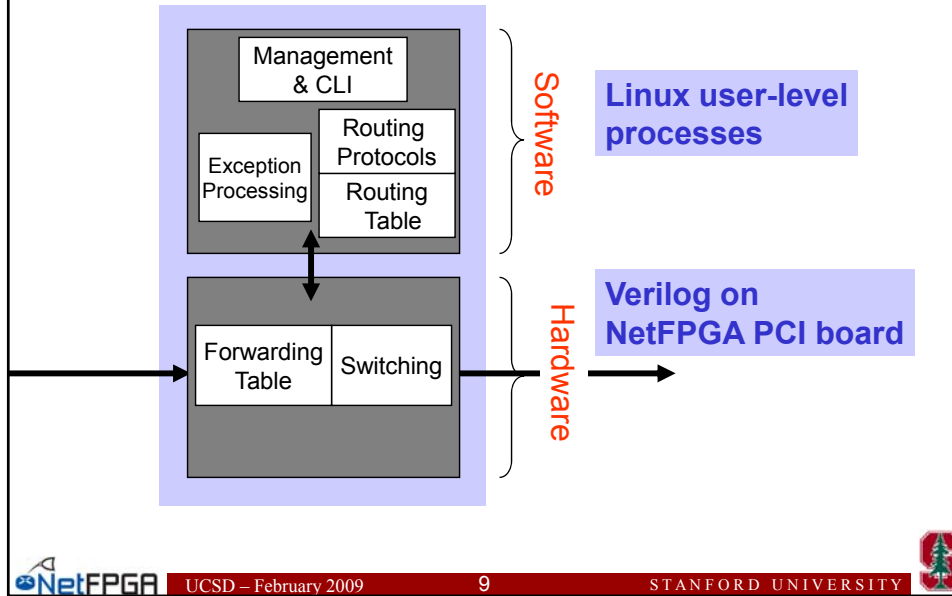 Management
& CLI
Exception
Processing
Routing
Protocols
Routing
Table
Software
Linux user-level
processes
Forwarding
Table
Switching
Hardware
Verilog on
NetFPGA PCI board
NetFPGA
UCSD – February 2009
9
STANFORD UNIVERSITY